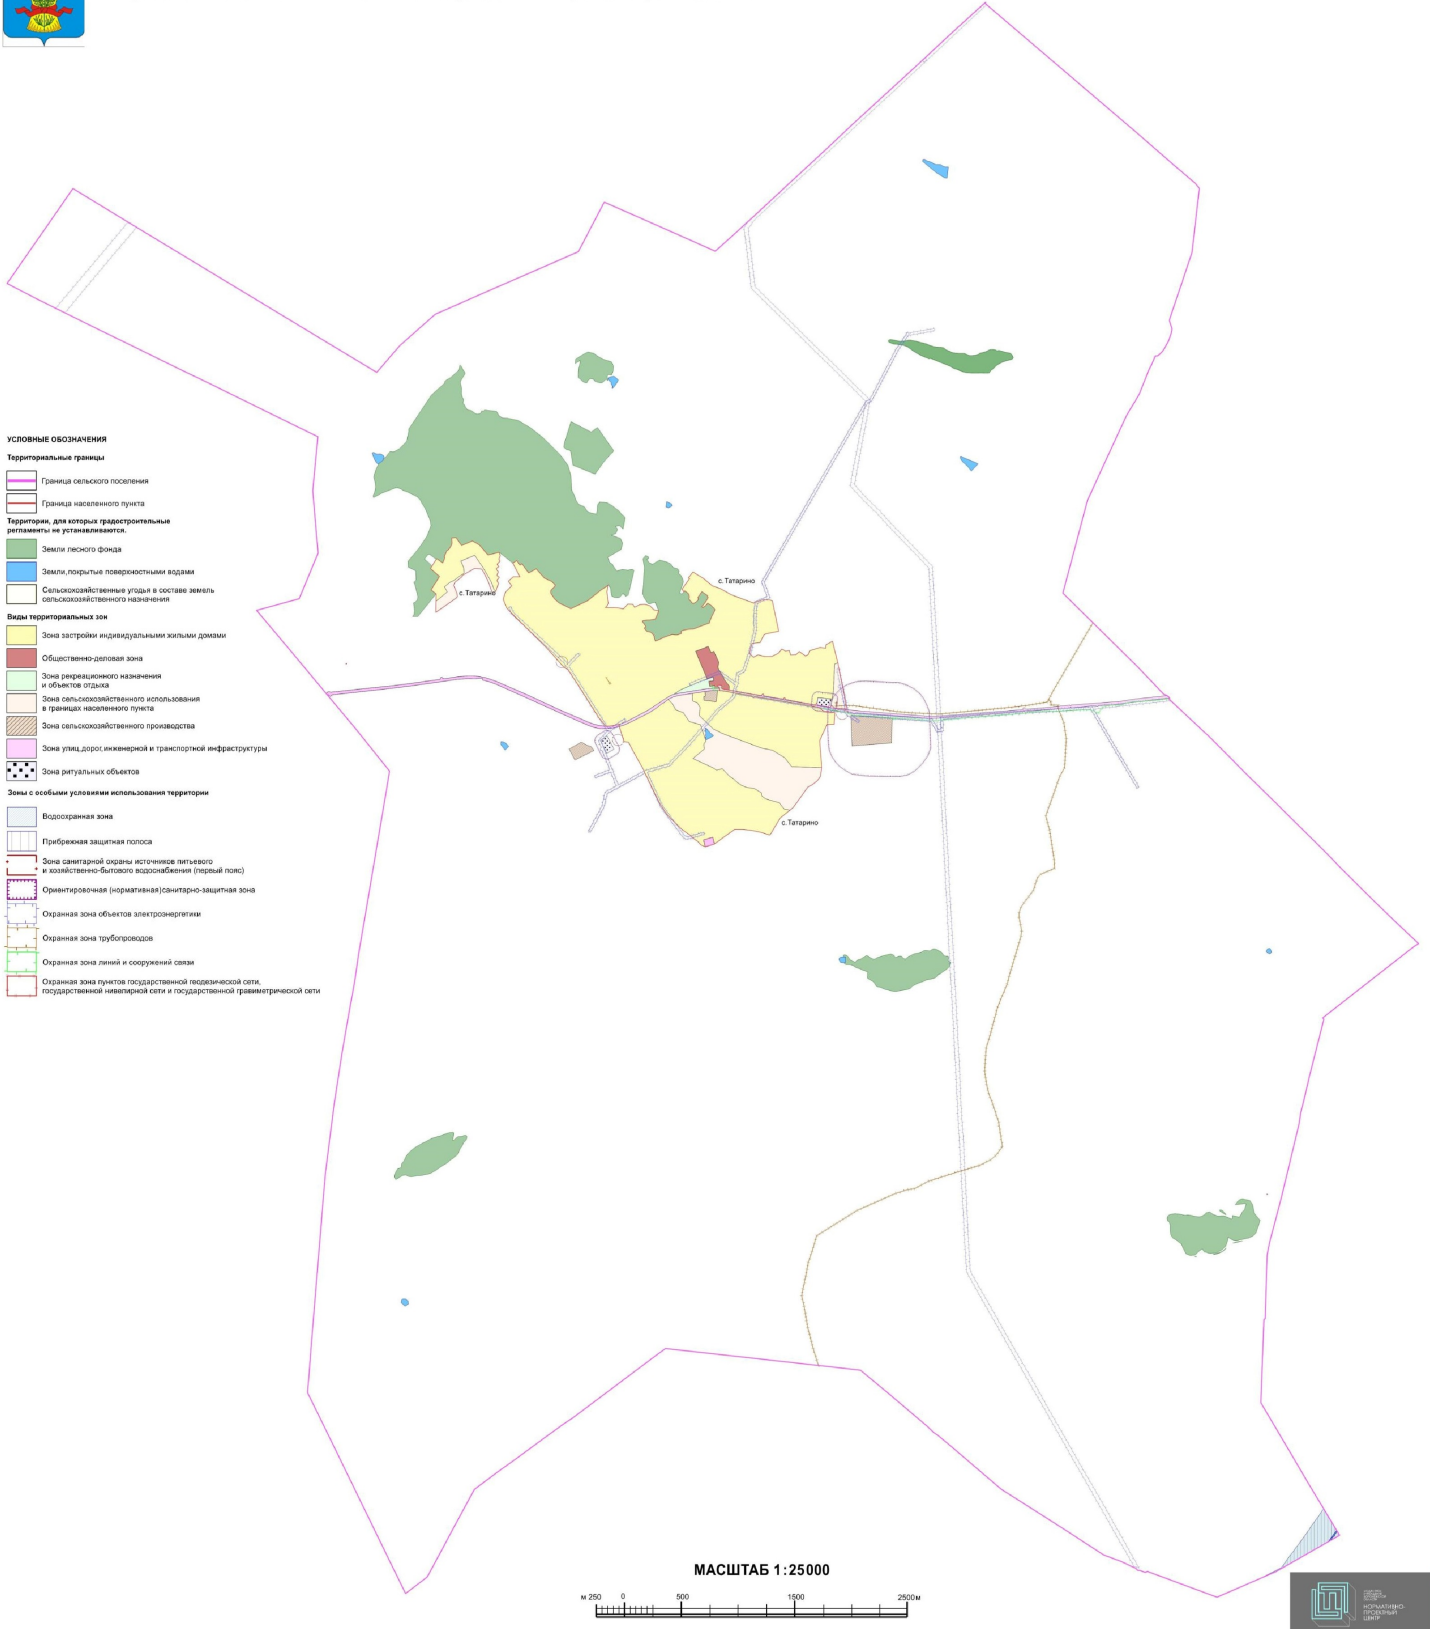 УСЛОВНЫЕ ОБОЗНАЧЕНИЯ
Территориальные границы
Граница сельского поселения
Граница населенного пункта
Территории, для которых градостроительные
регламенты не устанавливаются.
Земли лесного фонда
Земли,покрытые поверхностными водами
Сельскохозяйственные угодья в составе земель
сельскохозяйственного назначения
Виды территориальных зон
Зона застройки индивидуальными жилыми домами
Общественно-деловая зона
Зона рекреационного назначения
и объектов отдыха
Зона сельскохозяйственного использования
в границах населенного пункта
Зона сельскохозяйственного производства
Зона улиц,дорог,инженерной и транспортной инфраструктуры
Зона ритуальных объектов
Зоны с особыми условиями использования территории
Водоохранная зона
Прибрежная защитная полоса
Зона санитарной охраны источников питьевого
и хозяйственно-бытового водоснабжения (первый пояс)
Ориентировочная (нормативная)санитарно-защитная зона
Охранная зона объектов электроэнергетики
Охранная зона трубопроводов
Охранная зона линий и сооружений связи
Охранная зона пунктов государственной геодезической сети,
государственной нивелирной сети и государственной гравиметрической сети
с.Татарино
с.Татарино
с.Татарино
МАСШТАБ 1:25000
м 250 0 500 1500 2500м
НОРМАТИВНО-
ПРОЕКТНЫЙ
ЦЕНТР